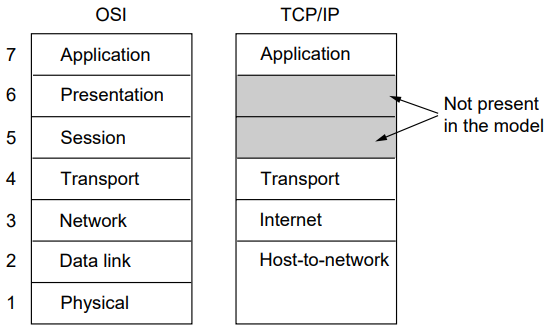 OSI TCP/IP
7 Application Application
6 Presentation
5 Session
Not present
in the model
4 Transport Transport
3 Network Internet
2 Data link Host-to-network
1 Physical